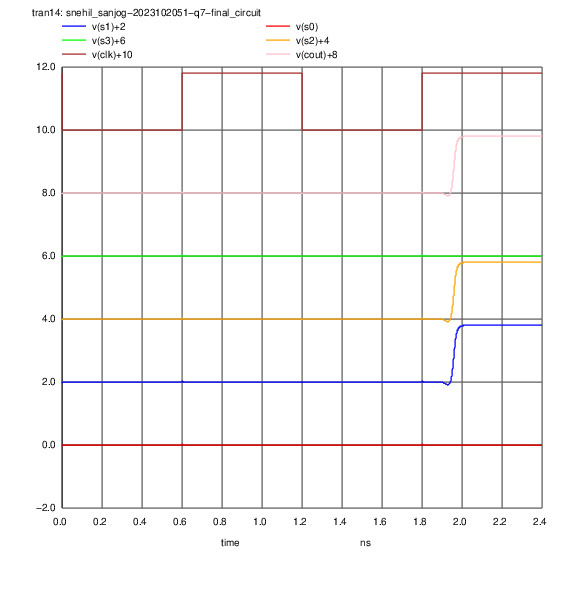 tran14: snehil_sanjog-2023102051-q7-final_circuit
v(s1)+2 v(s0)
v(s3)+6 v(s2)+4
v(clk)+10 v(cout)+8
12.0
10.0
8.0
6.0
4.0
2.0
0.0
-2.0
0.0 0.2 0.4 0.6 0.8 1.0 1.2 1.4 1.6 1.8 2.0 2.2 2.4
time ns